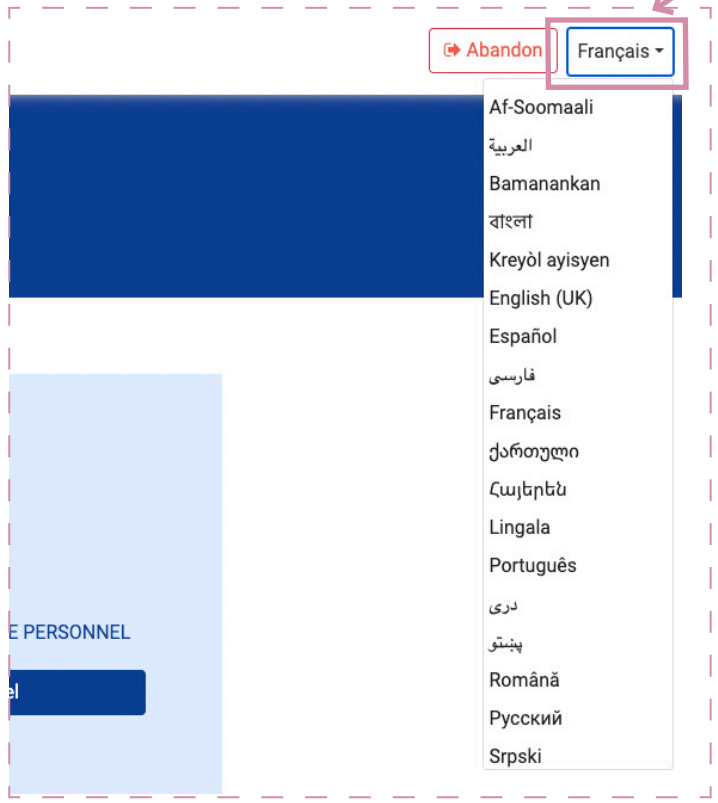 Abandon
Français
Af-Soomaali
العربية
Bamanankan
বাংলা
Kreyòl ayisyen
English (UK)
Español
فارسی
Français
ქართული
Հայերեն
Lingala
Português
دری
پښتو
Română
Русский
Srpski
E PERSONNEL
el